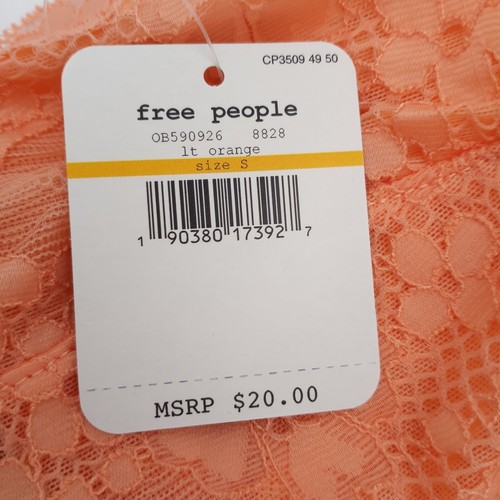 CP3509 49 50
free people
OB590926 8828
lt orange
size S
1 90380 17392 7
MSRP $20.00